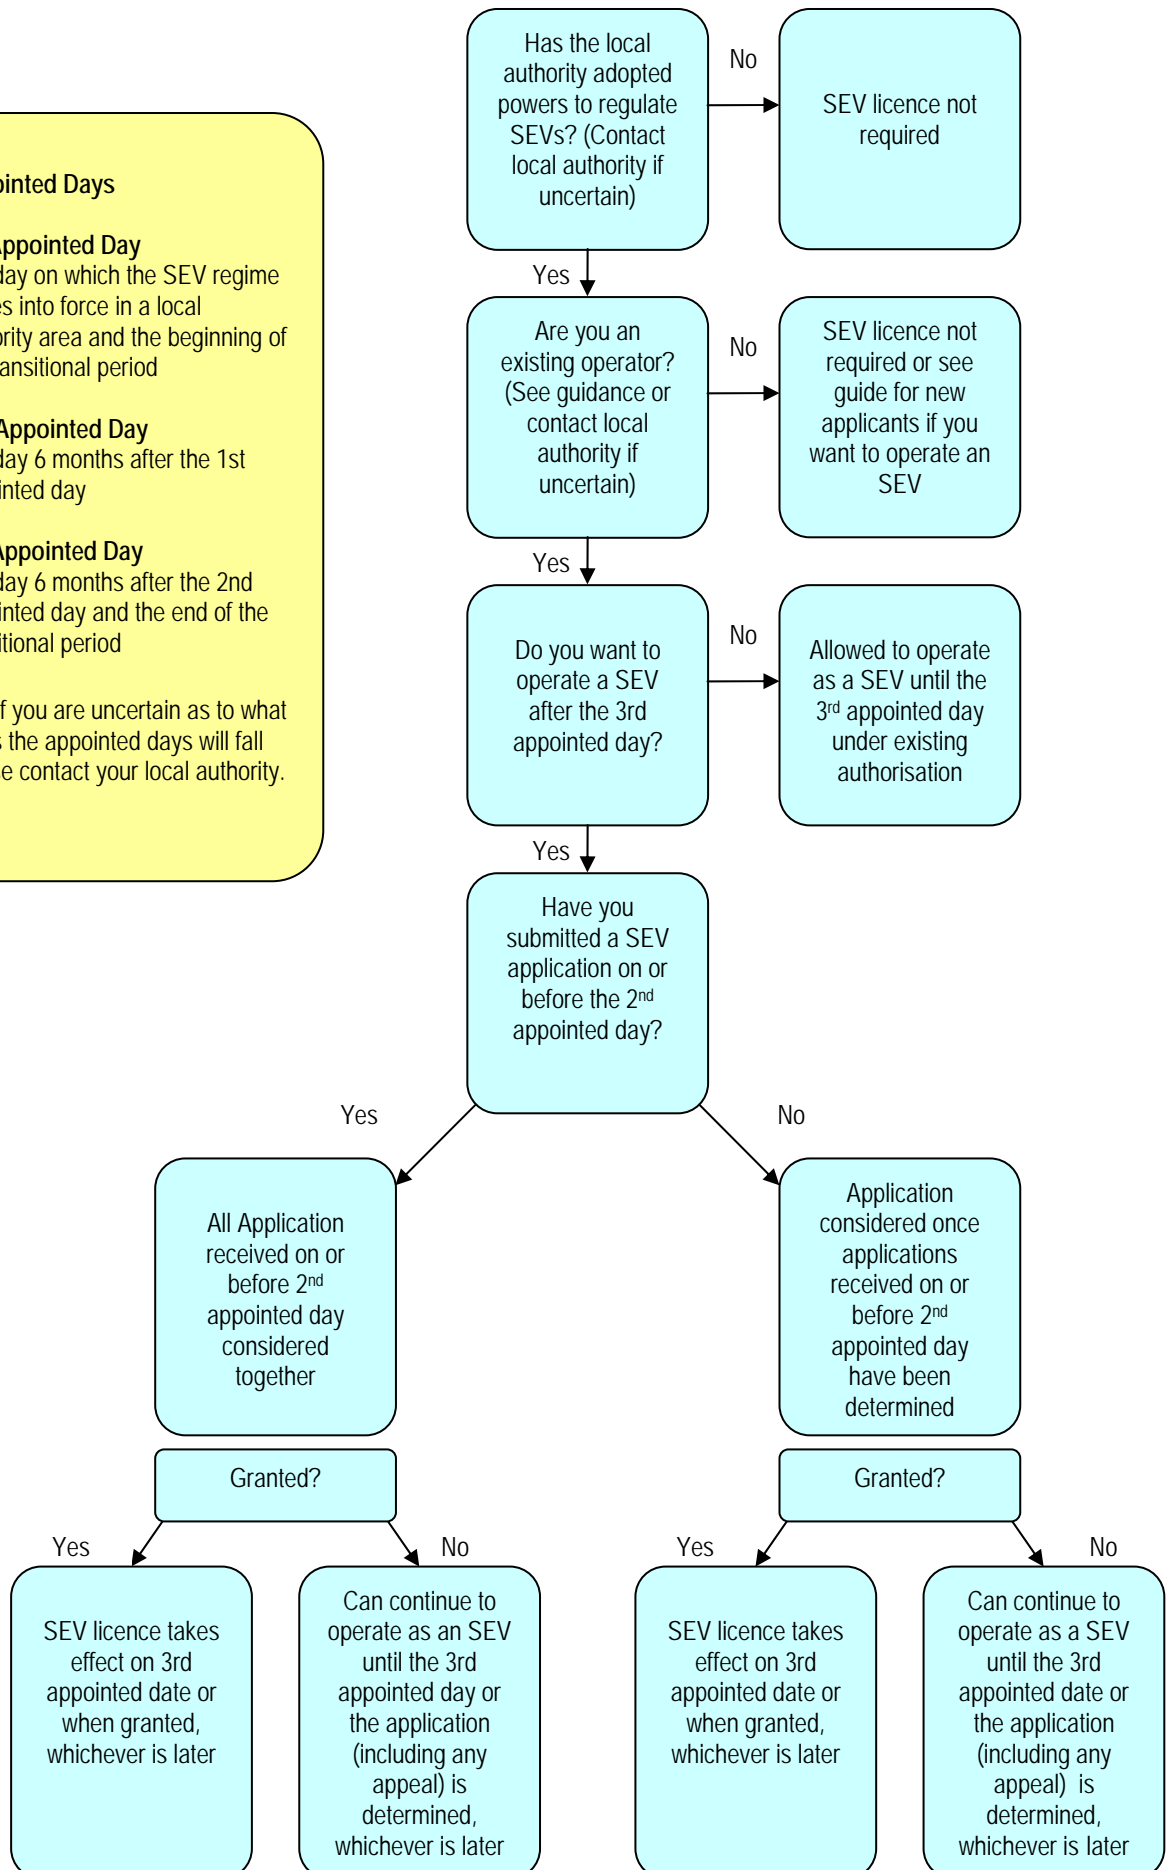 Has the local
authority adopted
powers to regulate
SEVs? (Contact
local authority if
uncertain)
No
SEV licence not
required
ointed Days
Appointed Day
day on which the SEV regime
es into force in a local
ority area and the beginning of
ansitional period
Appointed Day
day 6 months after the 1st
inted day
Appointed Day
day 6 months after the 2nd
inted day and the end of the
itional period
f you are uncertain as to what
s the appointed days will fall
e contact your local authority.
Yes
Are you an
existing operator?
(See guidance or
contact local
authority if
uncertain)
No
SEV licence not
required or see
guide for new
applicants if you
want to operate an
SEV
Yes
Do you want to
operate a SEV
after the 3rd
appointed day?
No
Allowed to operate
as a SEV until the
3rd appointed day
under existing
authorisation
Yes
Have you
submitted a SEV
application on or
before the 2nd
appointed day?
Yes
No
All Application
received on or
before 2nd
appointed day
considered
together
Application
considered once
applications
received on or
before 2nd
appointed day
have been
determined
Granted?
Granted?
Yes
No
Yes
No
SEV licence takes
effect on 3rd
appointed date or
when granted,
whichever is later
Can continue to
operate as an SEV
until the 3rd
appointed day or
the application
(including any
appeal) is
determined,
whichever is later
SEV licence takes
effect on 3rd
appointed date or
when granted,
whichever is later
Can continue to
operate as a SEV
until the 3rd
appointed date or
the application
(including any
appeal)  is
determined,
whichever is later